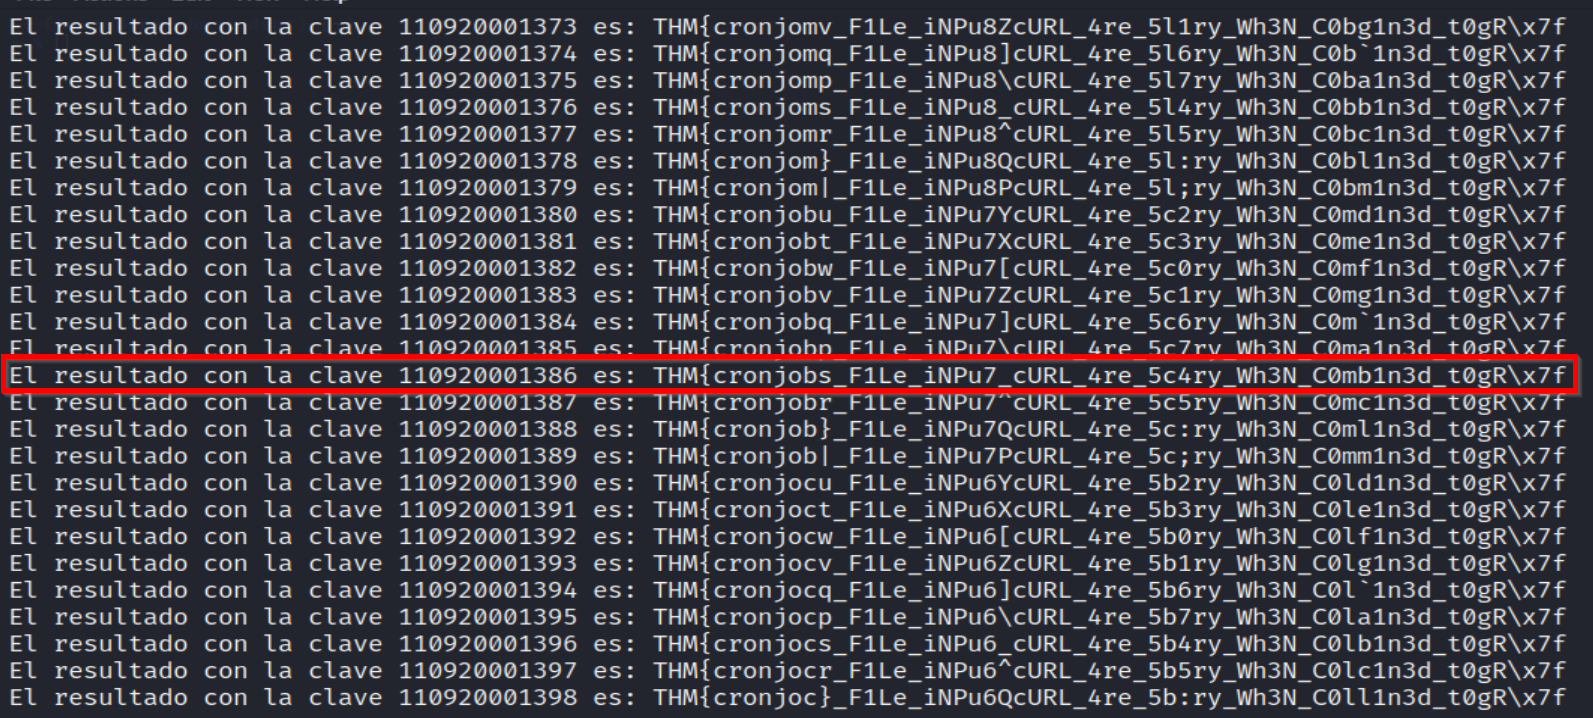 El resultado con la clave 110920001373 es: THM{cronjomv_F1Le_iNPu8ZcURL_4re_5l1ry_Wh3N_C0bg1n3d_t0gR\x7f
El resultado con la clave 110920001374 es: THM{cronjomq_F1Le_iNPu8]cURL_4re_5l6ry_Wh3N_C0b`1n3d_t0gR\x7f
El resultado con la clave 110920001375 es: THM{cronjomp_F1Le_iNPu8\cURL_4re_5l7ry_Wh3N_C0ba1n3d_t0gR\x7f
El resultado con la clave 110920001376 es: THM{cronjoms_F1Le_iNPu8_cURL_4re_5l4ry_Wh3N_C0bb1n3d_t0gR\x7f
El resultado con la clave 110920001377 es: THM{cronjomr_F1Le_iNPu8^cURL_4re_5l5ry_Wh3N_C0bc1n3d_t0gR\x7f
El resultado con la clave 110920001378 es: THM{cronjom}_F1Le_iNPu8QcURL_4re_5l:ry_Wh3N_C0bl1n3d_t0gR\x7f
El resultado con la clave 110920001379 es: THM{cronjom|_F1Le_iNPu8PcURL_4re_5l;ry_Wh3N_C0bm1n3d_t0gR\x7f
El resultado con la clave 110920001380 es: THM{cronjobu_F1Le_iNPu7YcURL_4re_5c2ry_Wh3N_C0md1n3d_t0gR\x7f
El resultado con la clave 110920001381 es: THM{cronjobt_F1Le_iNPu7XcURL_4re_5c3ry_Wh3N_C0me1n3d_t0gR\x7f
El resultado con la clave 110920001382 es: THM{cronjobw_F1Le_iNPu7[cURL_4re_5c0ry_Wh3N_C0mf1n3d_t0gR\x7f
El resultado con la clave 110920001383 es: THM{cronjobv_F1Le_iNPu7ZcURL_4re_5c1ry_Wh3N_C0mg1n3d_t0gR\x7f
El resultado con la clave 110920001384 es: THM{cronjobq_F1Le_iNPu7]cURL_4re_5c6ry_Wh3N_C0m`1n3d_t0gR\x7f
El resultado con la clave 110920001385 es: THM{cronjobp_F1Le_iNPu7\cURL_4re_5c7ry_Wh3N_C0ma1n3d_t0gR\x7f
El resultado con la clave 110920001386 es: THM{cronjobs_F1Le_iNPu7_cURL_4re_5c4ry_Wh3N_C0mb1n3d_t0gR\x7f
El resultado con la clave 110920001387 es: THM{cronjobr_F1Le_iNPu7^cURL_4re_5c5ry_Wh3N_C0mc1n3d_t0gR\x7f
El resultado con la clave 110920001388 es: THM{cronjob}_F1Le_iNPu7QcURL_4re_5c:ry_Wh3N_C0ml1n3d_t0gR\x7f
El resultado con la clave 110920001389 es: THM{cronjob|_F1Le_iNPu7PcURL_4re_5c;ry_Wh3N_C0mm1n3d_t0gR\x7f
El resultado con la clave 110920001390 es: THM{cronjocu_F1Le_iNPu6YcURL_4re_5b2ry_Wh3N_C0ld1n3d_t0gR\x7f
El resultado con la clave 110920001391 es: THM{cronjoct_F1Le_iNPu6XcURL_4re_5b3ry_Wh3N_C0le1n3d_t0gR\x7f
El resultado con la clave 110920001392 es: THM{cronjocw_F1Le_iNPu6[cURL_4re_5b0ry_Wh3N_C0lf1n3d_t0gR\x7f
El resultado con la clave 110920001393 es: THM{cronjocv_F1Le_iNPu6ZcURL_4re_5b1ry_Wh3N_C0lg1n3d_t0gR\x7f
El resultado con la clave 110920001394 es: THM{cronjocq_F1Le_iNPu6]cURL_4re_5b6ry_Wh3N_C0l`1n3d_t0gR\x7f
El resultado con la clave 110920001395 es: THM{cronjocp_F1Le_iNPu6\cURL_4re_5b7ry_Wh3N_C0la1n3d_t0gR\x7f
El resultado con la clave 110920001396 es: THM{cronjocs_F1Le_iNPu6_cURL_4re_5b4ry_Wh3N_C0lb1n3d_t0gR\x7f
El resultado con la clave 110920001397 es: THM{cronjocr_F1Le_iNPu6^cURL_4re_5b5ry_Wh3N_C0lc1n3d_t0gR\x7f
El resultado con la clave 110920001398 es: THM{cronjoc}_F1Le_iNPu6QcURL_4re_5b:ry_Wh3N_C0ll1n3d_t0gR\x7f